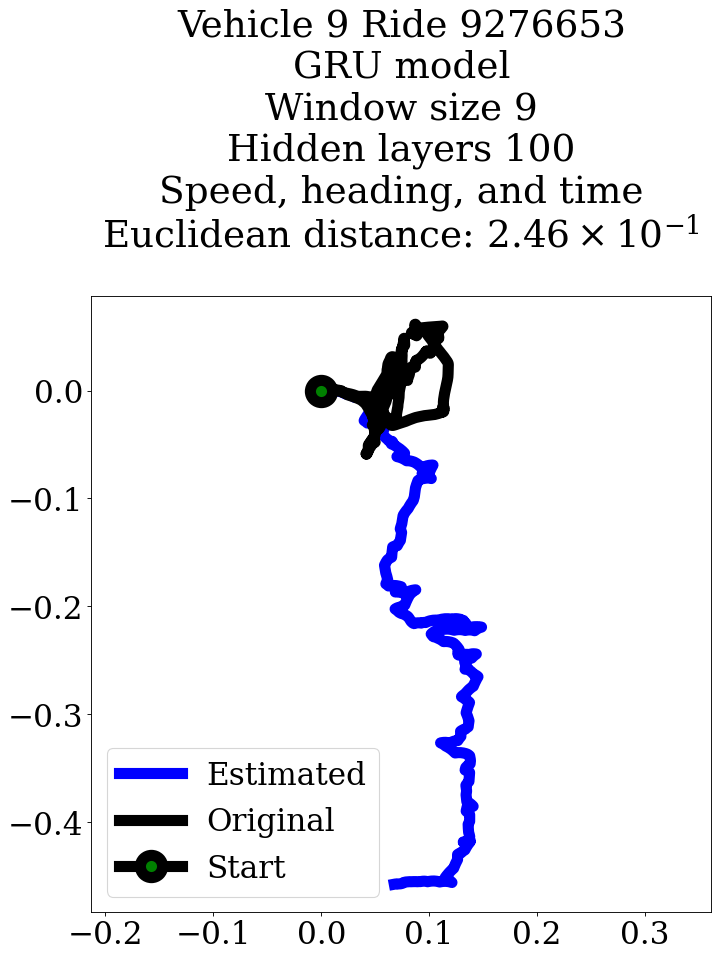 Vehicle 9 Ride 9276653
GRU model
Window size 9
Hidden layers 100
Speed, heading, and time
Euclidean distance: 2.46 × 10⁻¹
0.0
−0.1
−0.2
−0.3
−0.4
Estimated
Original
Start
−0.2 −0.1 0.0 0.1 0.2 0.3